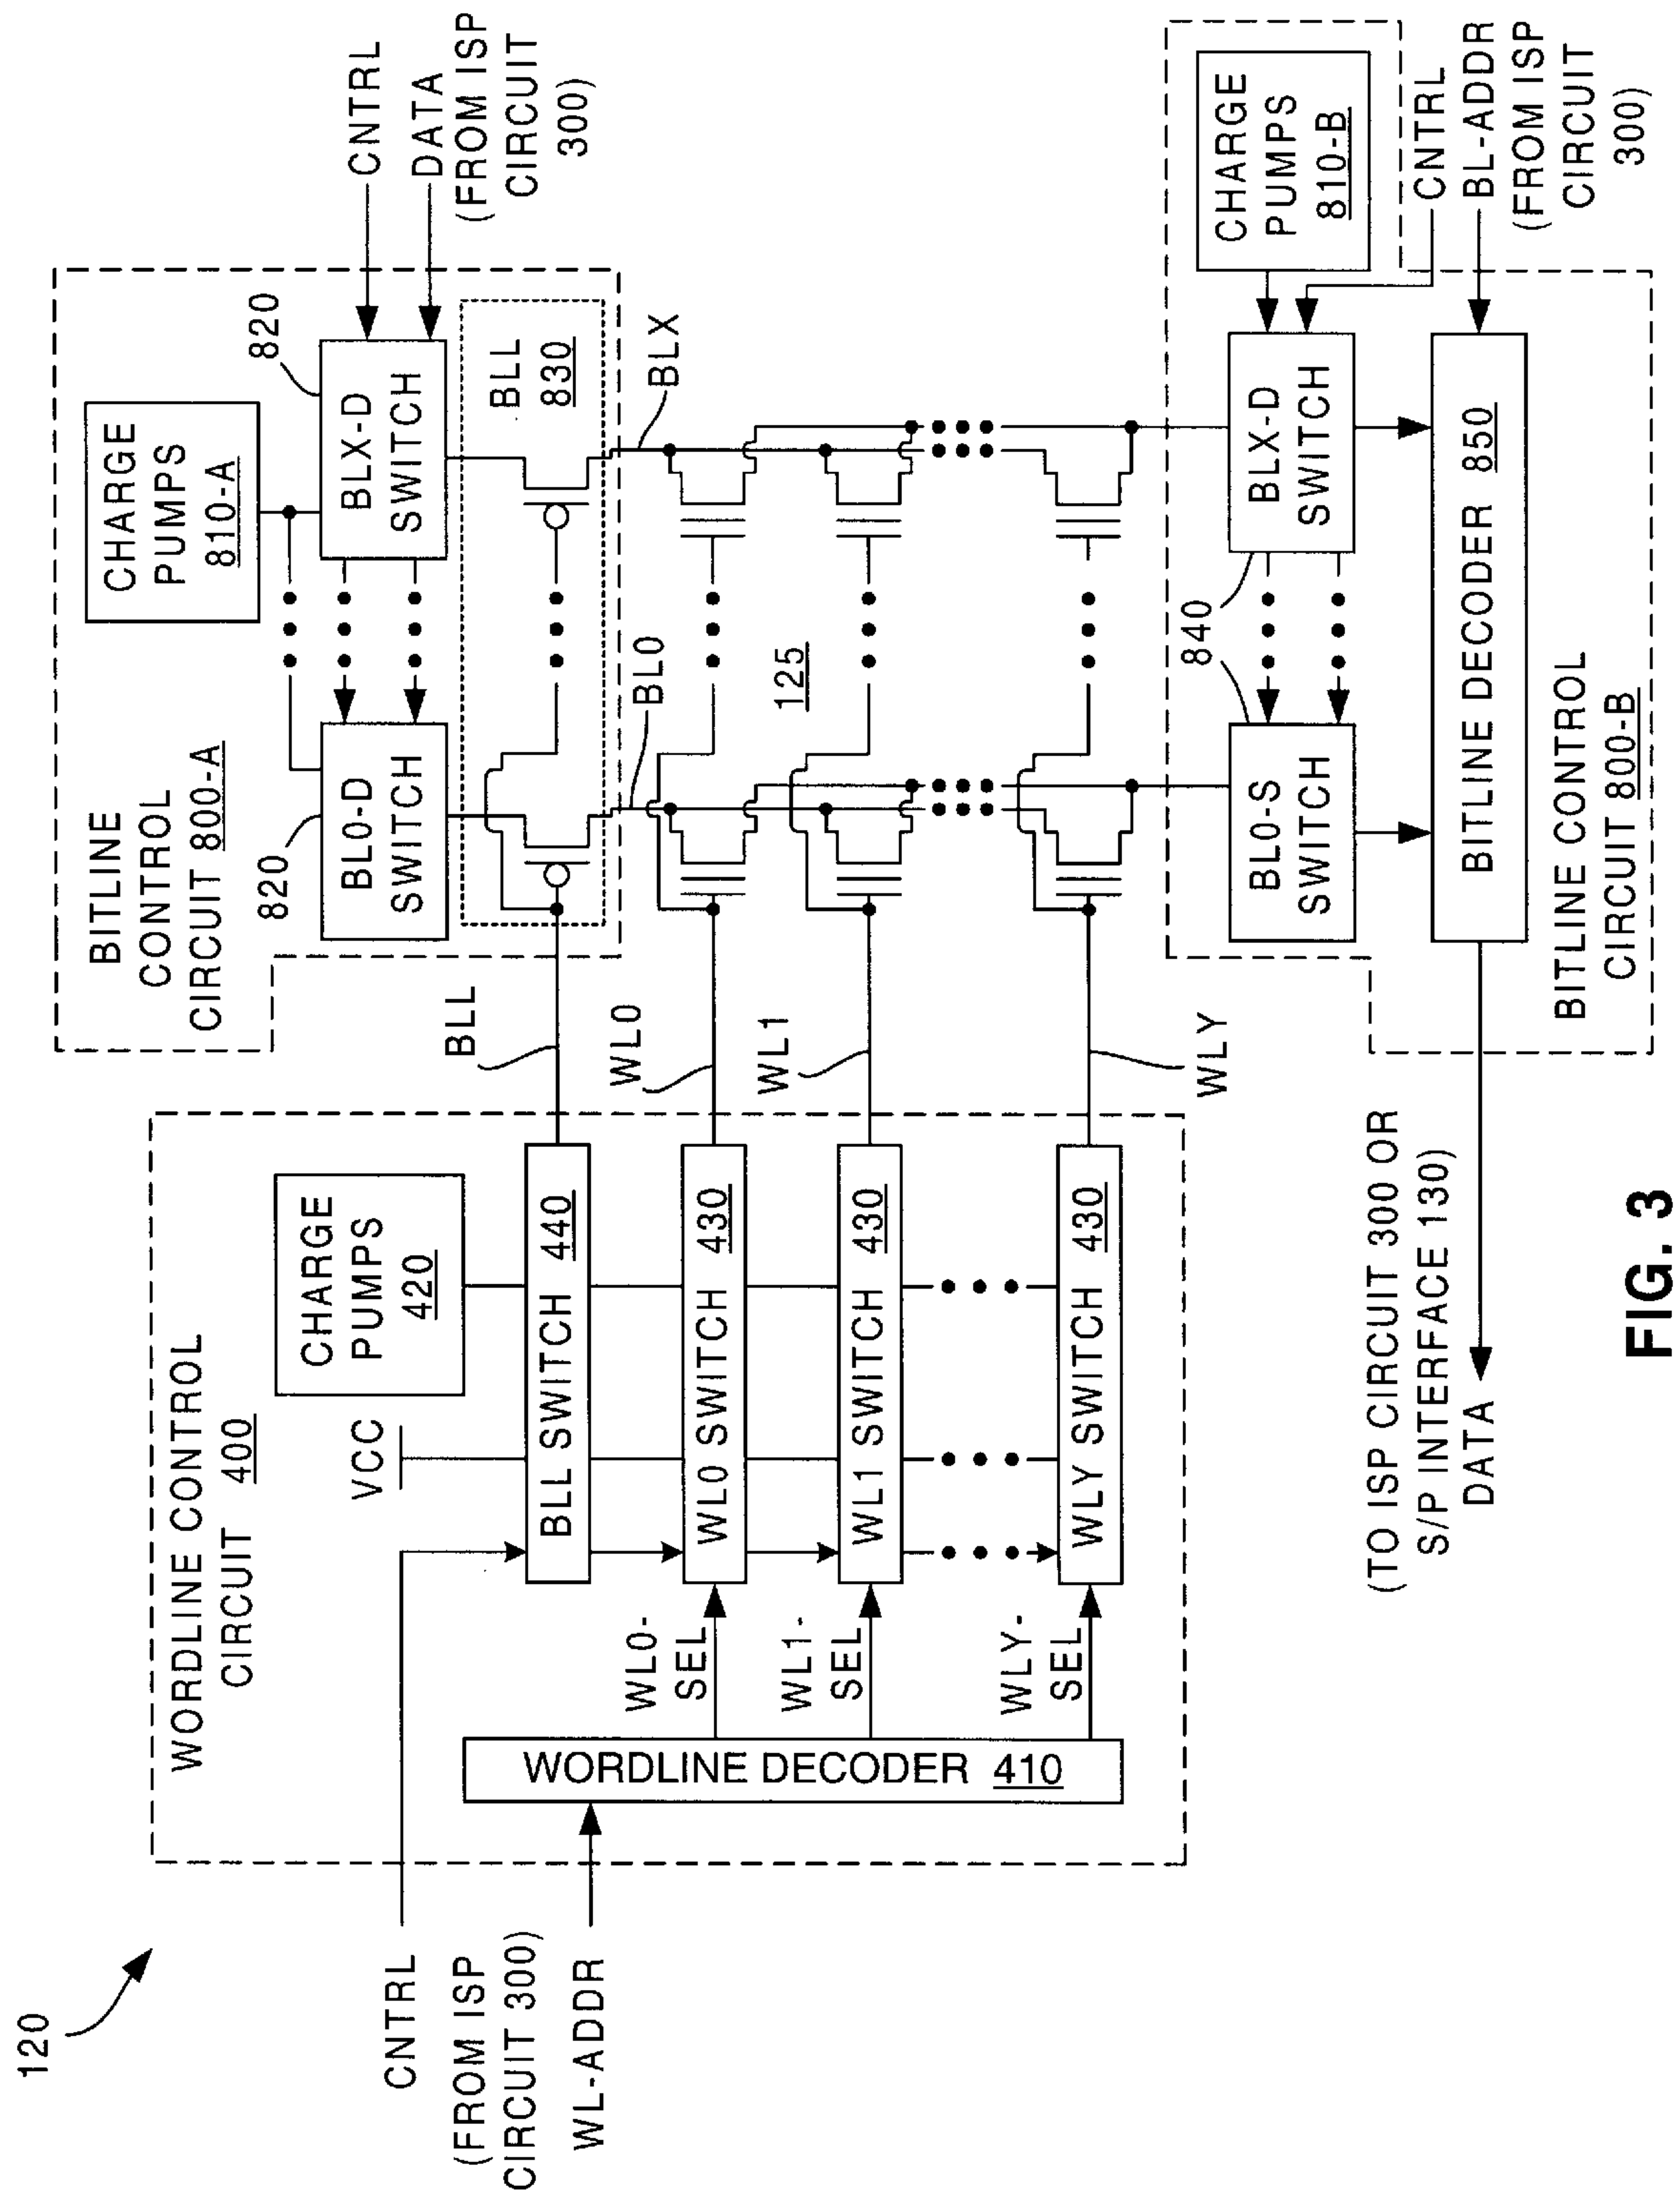 120
WORDLINE CONTROL
CIRCUIT 400
CNTRL
(FROM ISP
CIRCUIT 300)
WL-ADDR
WORDLINE DECODER 410
WL0-
SEL
WL1-
SEL
WLY-
SEL
VCC
CHARGE
PUMPS
420
BLL SWITCH 440
WL0 SWITCH 430
WL1 SWITCH 430
WLY SWITCH 430
BLL
WL0
WL1
WLY
BITLINE
CONTROL
CIRCUIT 800-A
CHARGE
PUMPS
810-A
820
BL0-D
SWITCH
820
BLX-D
SWITCH
CNTRL
DATA
(FROM ISP
CIRCUIT
300)
BLL
830
BL0
BLX
125
CHARGE
PUMPS
810-B
840
BL0-S
SWITCH
BLX-D
SWITCH
CNTRL
BL-ADDR
(FROM ISP
CIRCUIT
300)
BITLINE DECODER 850
BITLINE CONTROL
CIRCUIT 800-B
(TO ISP CIRCUIT 300 OR
S/P INTERFACE 130)
DATA
FIG. 3